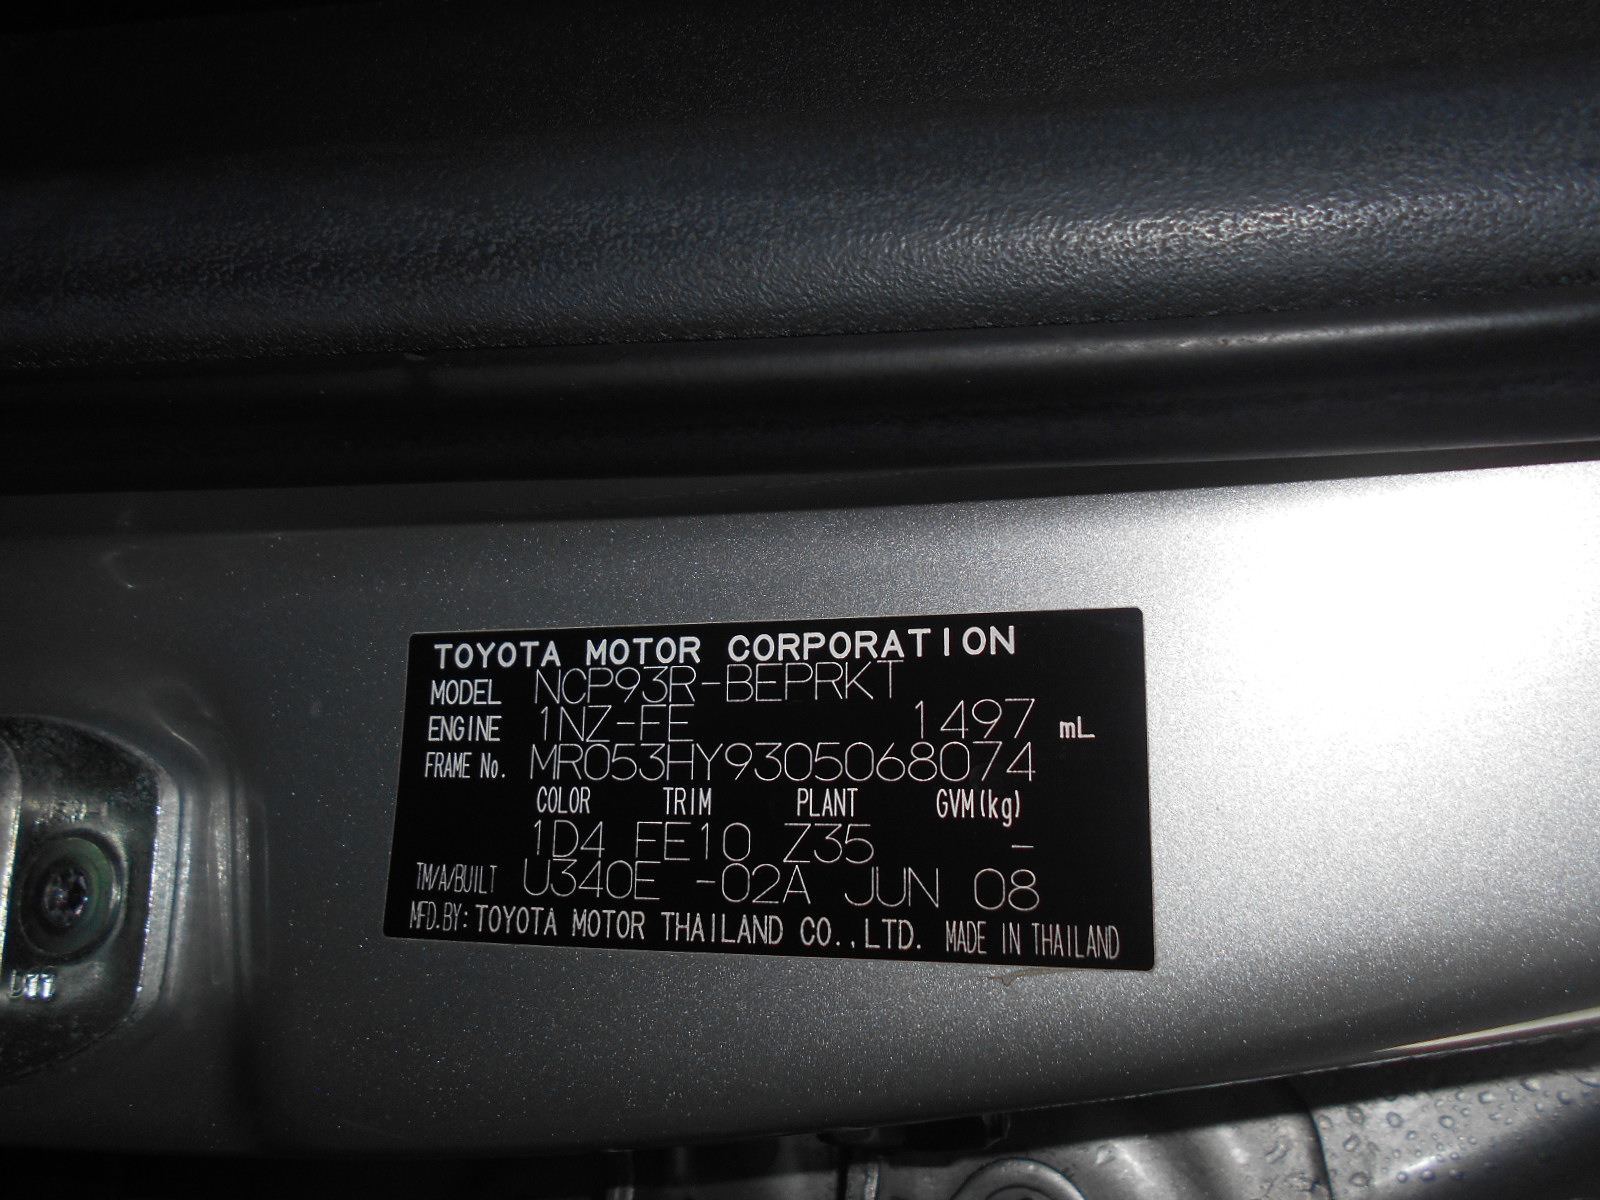 TOYOTA MOTOR CORPORATION
MODEL NCP93R-BEPRKT
ENGINE 1NZ-FE 1497 mL
FRAME No. MR053HY9305068074
COLOR TRIM PLANT GVM(kg)
1D4 FE10 Z35 -
TM/A/BUILT U340E -02A JUN 08
MFD.BY: TOYOTA MOTOR THAILAND CO.,LTD. MADE IN THAILAND